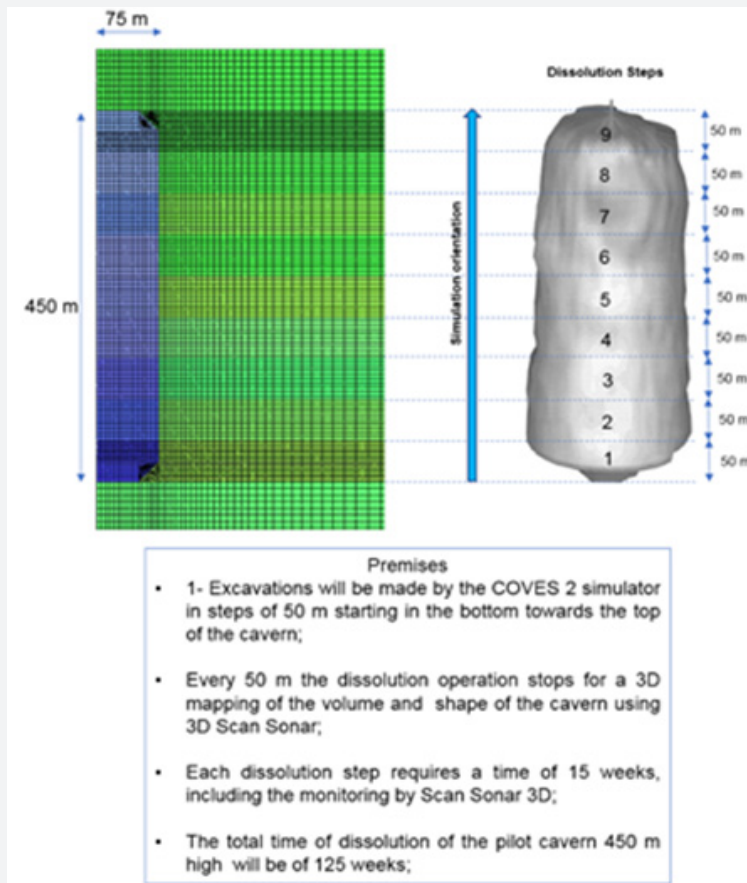 75 m
Dissolution Steps
450 m
Simulation orientation
9
8
7
6
5
4
3
2
1
50 m
50 m
50 m
50 m
50 m
50 m
50 m
50 m
50 m
Premises
• 1- Excavations will be made by the COVES 2 simulator
in steps of 50 m starting in the bottom towards the top
of the cavern;
• Every 50 m the dissolution operation stops for a 3D
mapping of the volume and shape of the cavern using
3D Scan Sonar;
• Each dissolution step requires a time of 15 weeks,
including the monitoring by Scan Sonar 3D;
• The total time of dissolution of the pilot cavern 450 m
high will be of 125 weeks;